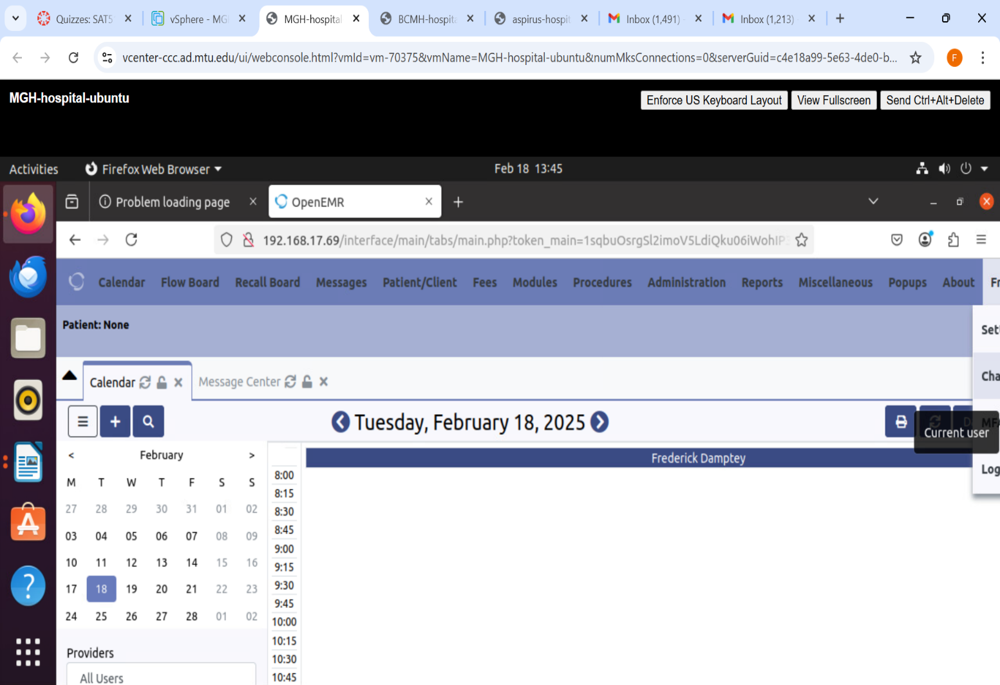 Quizzes: SAT5
vSphere - MG
MGH-hospital
BCMH-hospita
aspirus-hospit
Inbox (1,491)
Inbox (1,213)
vcenter-ccc.ad.mtu.edu/ui/webconsole.html?vmId=vm-70375&vmName=MGH-hospital-ubuntu&numMksConnections=0&serverGuid=c4e18a99-5e63-4de0-b...
F
MGH-hospital-ubuntu
Enforce US Keyboard Layout
View Fullscreen
Send Ctrl+Alt+Delete
Activities
Firefox Web Browser
Feb 18 13:45
Problem loading page
OpenEMR
192.168.17.69/interface/main/tabs/main.php?token_main=1sqbuOsrgSl2imoV5LdiQku06iWohIP
Calendar Flow Board Recall Board Messages Patient/Client Fees Modules Procedures Administration Reports Miscellaneous Popups About Fr
Patient: None
Set
Cha
Calendar
Message Center
Tuesday, February 18, 2025
D
MF
Current user
Log
< February >
Frederick Damptey
M T W T F S S
27 28 29 30 31 01 02
03 04 05 06 07 08 09
10 11 12 13 14 15 16
17 18 19 20 21 22 23
24 25 26 27 28 01 02
8:00
8:15
8:30
8:45
9:00
9:15
9:30
9:45
10:00
10:15
10:30
10:45
Providers
All Users